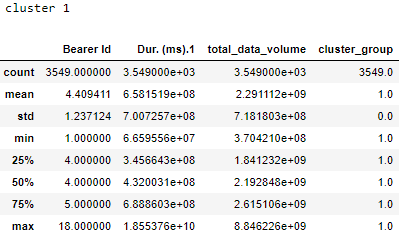 cluster 1
Bearer Id Dur. (ms).1 total_data_volume cluster_group
count 3549.000000 3.549000e+03 3.549000e+03 3549.0
mean 4.409411 6.581519e+08 2.291112e+09 1.0
std 1.237124 7.007257e+08 7.181803e+08 0.0
min 1.000000 6.659556e+07 3.704210e+08 1.0
25% 4.000000 3.456643e+08 1.841232e+09 1.0
50% 4.000000 4.320031e+08 2.192848e+09 1.0
75% 5.000000 6.888603e+08 2.615106e+09 1.0
max 18.000000 1.855376e+10 8.846226e+09 1.0